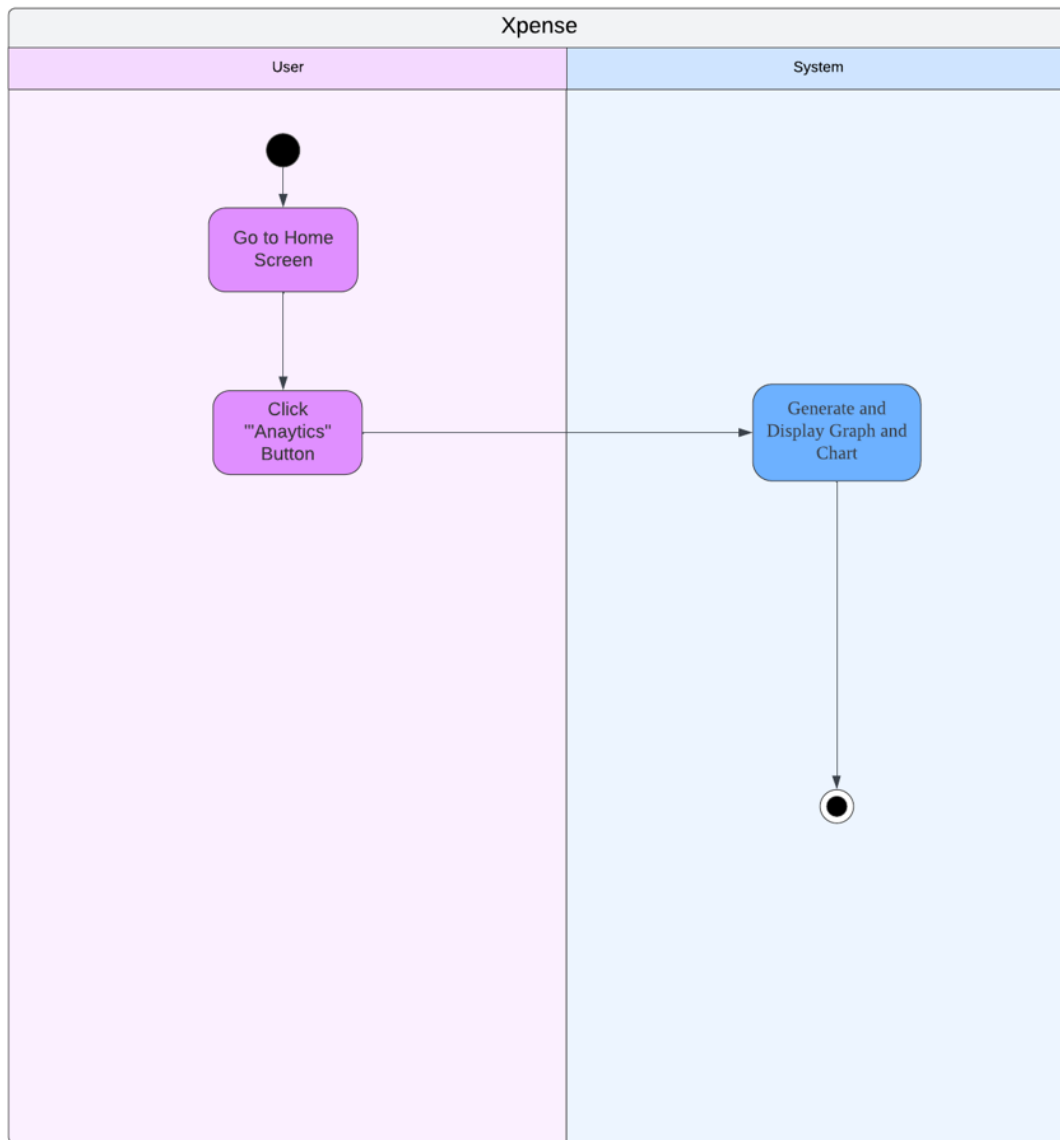 Xpense
User
System
Go to Home
Screen
Click
'"Anaytics"
Button
Generate and
Display Graph and
Chart